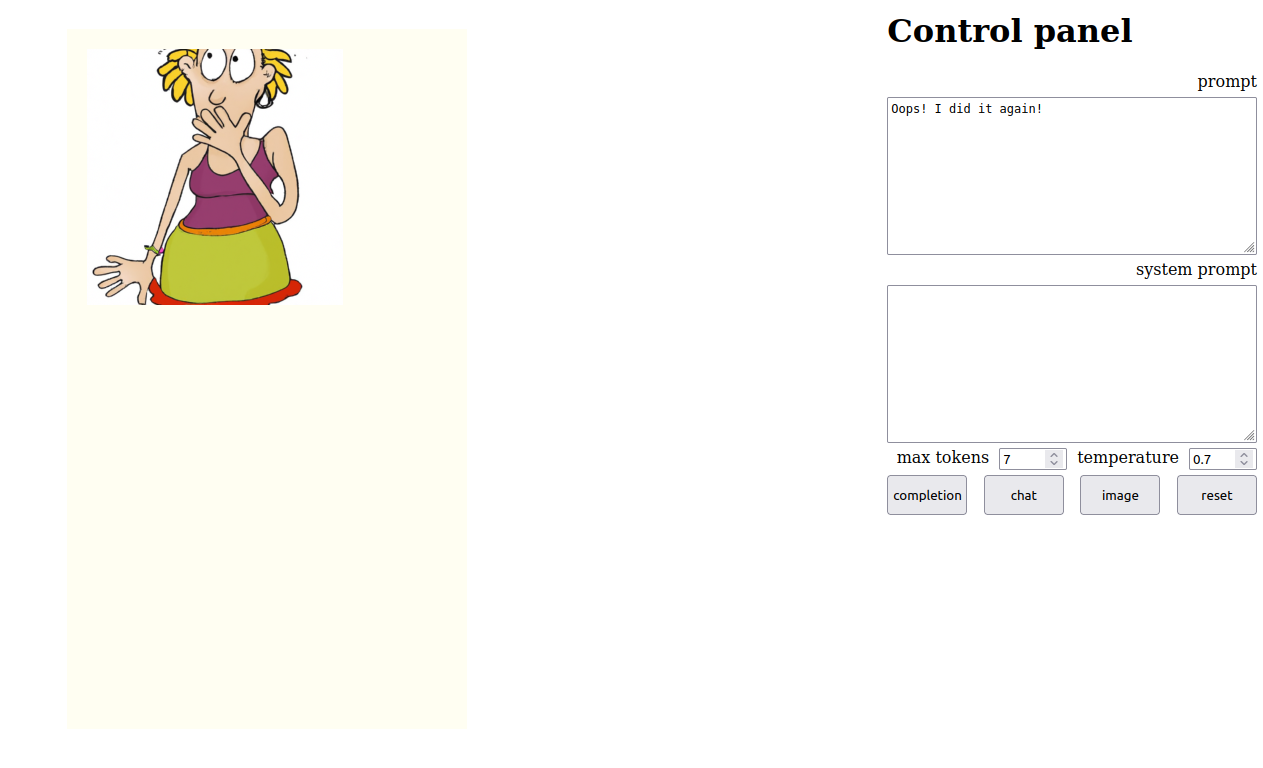 Control panel
prompt
Oops! I did it again!
system prompt
max tokens 7 temperature 0.7
completion chat image reset